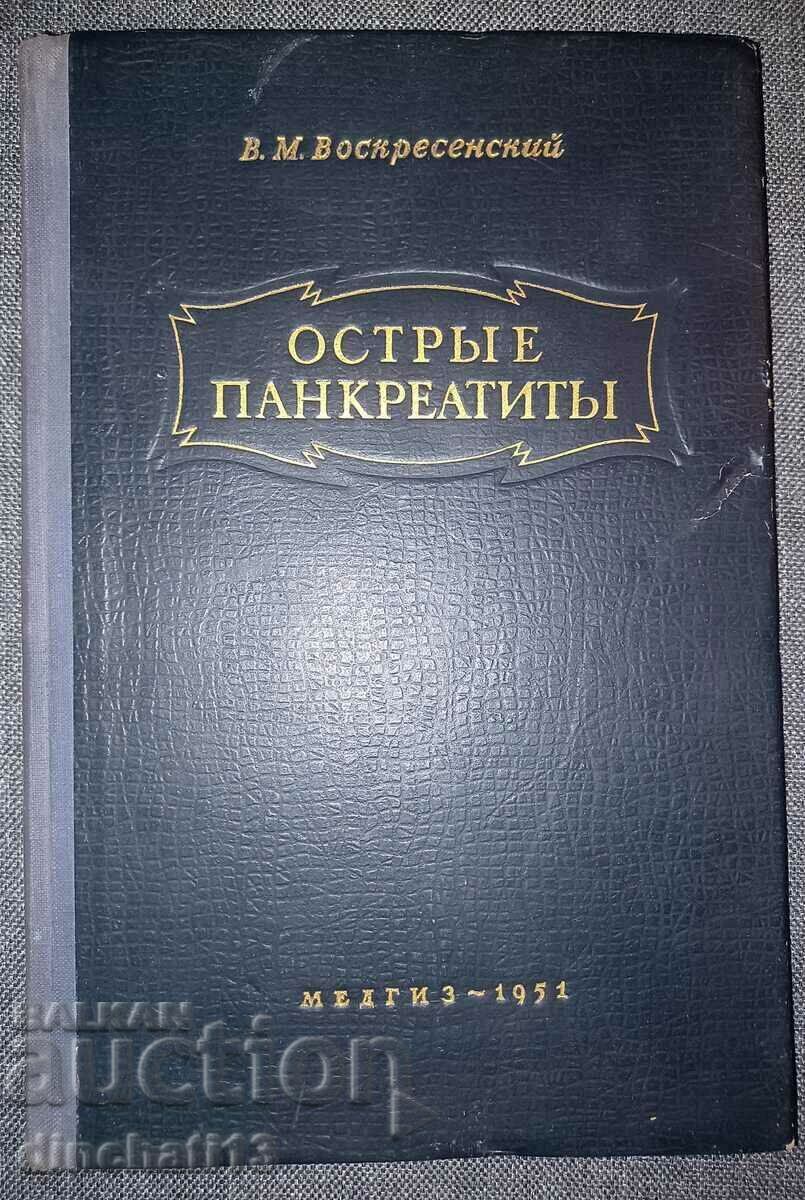 В. М. Воскресенский
ОСТРЫЕ
ПАНКРЕАТИТЫ
МЕДГИЗ ~ 1951
BALKAN
auction
dinchati13